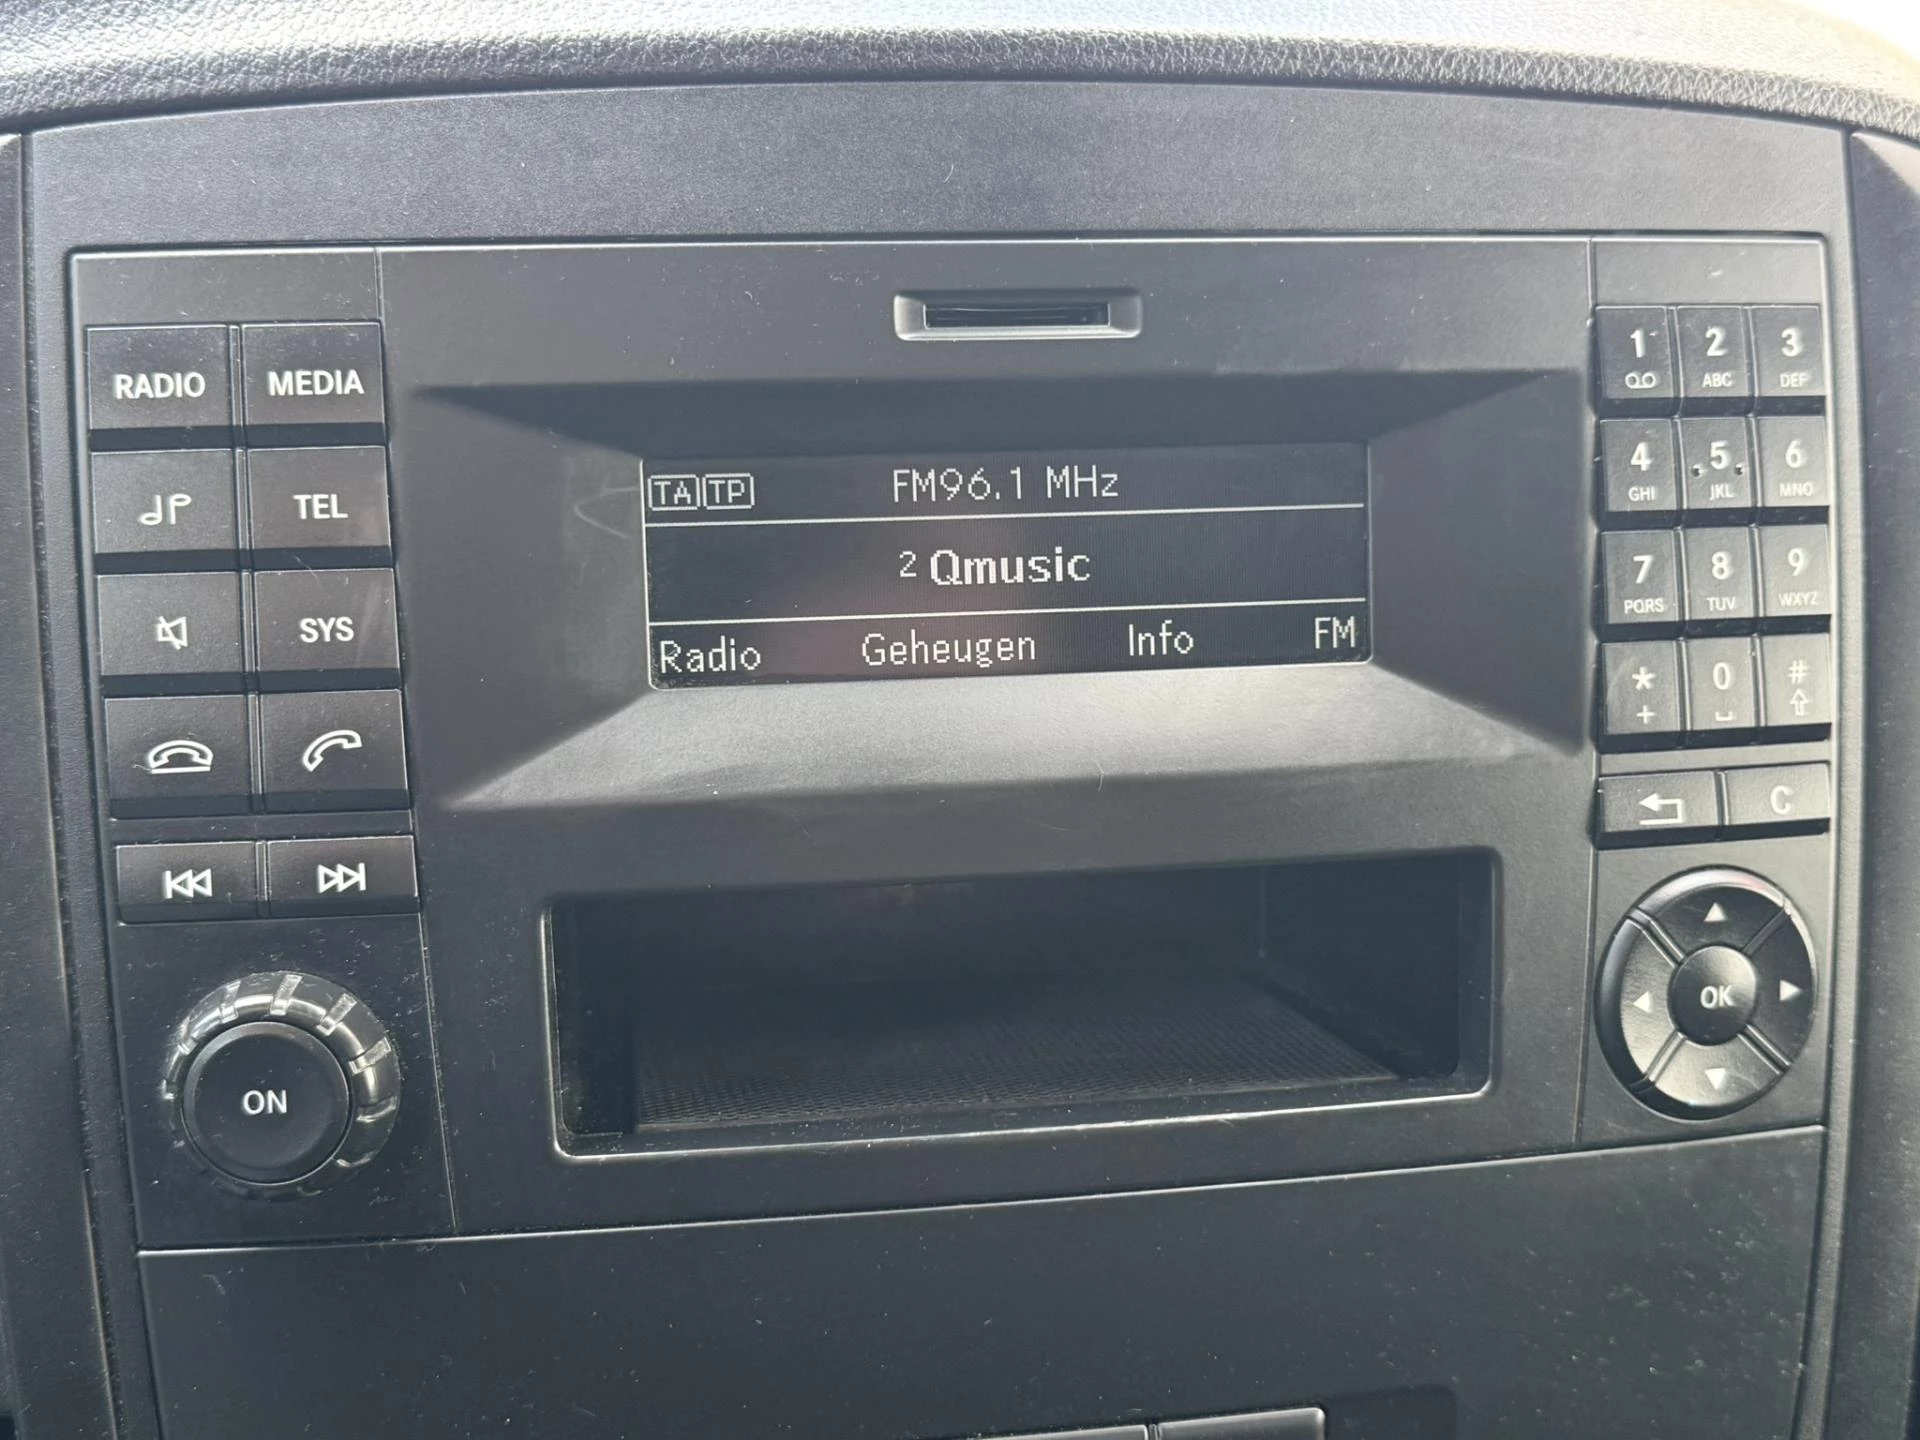 RADIO MEDIA
TEL
SYS
ON
TA TP FM96.1 MHz
2 Qmusic
Radio Geheugen Info FM
1 2 3
ABC DEF
4 5 6
GHI JKL MNO
7 8 9
PQRS TUV WXYZ
* 0 #
+
C
OK